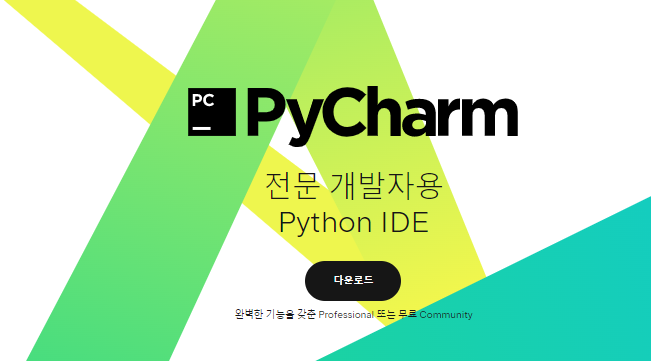 PC
PyCharm
전문 개발자용
Python IDE
다운로드
완벽한 기능을 갖춘 Professional 또는 무료 Community